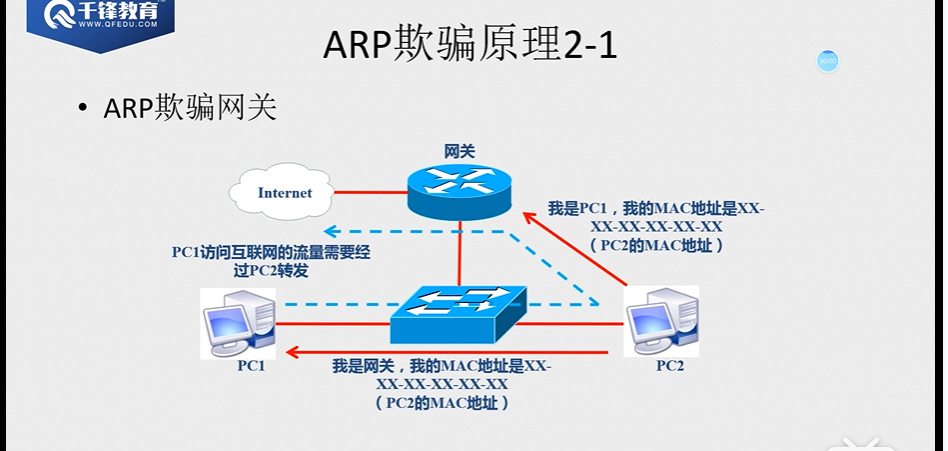 千锋教育
WWW.QFEDU.COM
ARP欺骗原理2-1
00:00
• ARP欺骗网关
网关
Internet
我是PC1，我的MAC地址是XX-
XX-XX-XX-XX-XX
（PC2的MAC地址）
PC1访问互联网的流量需要经
过PC2转发
PC1
我是网关，我的MAC地址是XX-
XX-XX-XX-XX-XX
（PC2的MAC地址）
PC2